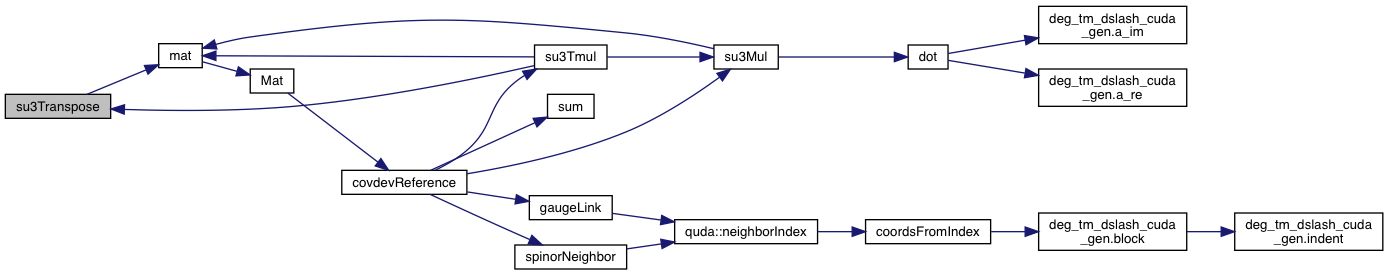 su3Transpose
mat
Mat
covdevReference
su3Tmul
sum
gaugeLink
spinorNeighbor
su3Mul
quda::neighborIndex
dot
coordsFromIndex
deg_tm_dslash_cuda
_gen.a_im
deg_tm_dslash_cuda
_gen.a_re
deg_tm_dslash_cuda
_gen.block
deg_tm_dslash_cuda
_gen.indent